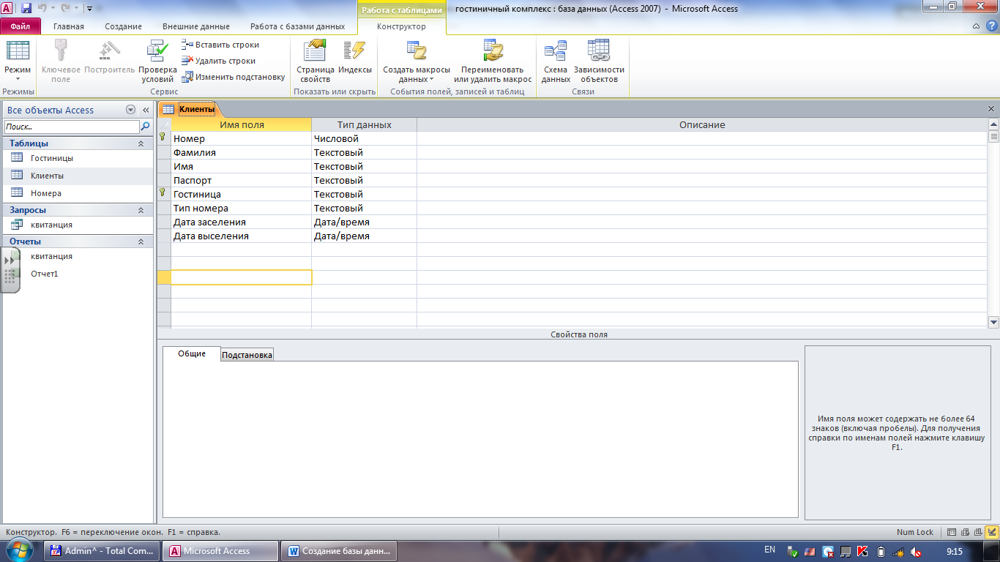 Работа с таблицами
гостиничный комплекс : база данных (Access 2007) - Microsoft Access
Файл
Главная
Создание
Внешние данные
Работа с базами данных
Конструктор
Режим
Ключевое поле
Построитель
Проверка условий
Вставить строки
Удалить строки
Изменить подстановку
Страница свойств
Индексы
Создать макросы данных
Переименовать или удалить макрос
Схема данных
Зависимости объектов
Режимы
Сервис
Показать или скрыть
События полей, записей и таблиц
Связи
Все объекты Access
Поиск...
Таблицы
Гостиницы
Клиенты
Номера
Запросы
квитанция
Отчеты
квитанция
Отчет1
Клиенты
Имя поля
Тип данных
Описание
Номер Числовой
Фамилия Текстовый
Имя Текстовый
Паспорт Текстовый
Гостиница Текстовый
Тип номера Текстовый
Дата заселения Дата/время
Дата выселения Дата/время
Свойства поля
Общие
Подстановка
Имя поля может содержать не более 64
знаков (включая пробелы). Для получения
справки по именам полей нажмите клавишу
F1.
Конструктор. F6 = переключение окон. F1 = справка.
Num Lock
Admin^ - Total Com...
Microsoft Access
Создание базы данн...
EN
9:15